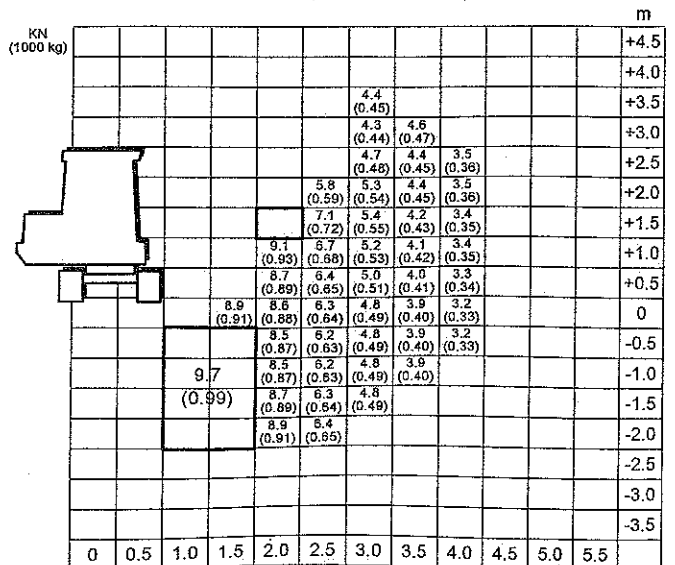 m
KN
(1000 kg)
+4.5
+4.0
4.4 +3.5
(0.45)
4.3 4.6 +3.0
(0.44) (0.47)
4.7 4.4 3.5 +2.5
(0.48) (0.45) (0.36)
5.8 5.3 4.4 3.5 +2.0
(0.59) (0.54) (0.45) (0.36)
7.1 5.4 4.2 3.4 +1.5
(0.72) (0.55) (0.43) (0.35)
9.1 6.7 5.2 4.1 3.4 +1.0
(0.93) (0.68) (0.53) (0.42) (0.35)
8.7 6.4 5.0 4.0 3.3 +0.5
(0.89) (0.65) (0.51) (0.41) (0.34)
8.9 8.6 6.3 4.8 3.9 3.2 0
(0.91) (0.88) (0.64) (0.49) (0.40) (0.33)
8.5 6.2 4.8 3.9 3.2 -0.5
(0.87) (0.63) (0.49) (0.40) (0.33)
9.7 8.5 6.2 4.8 3.9 -1.0
(0.99) (0.87) (0.63) (0.49) (0.40)
8.7 6.3 4.8 -1.5
(0.89) (0.64) (0.49)
8.9 6.4 -2.0
(0.91) (0.65)
-2.5
-3.0
-3.5
0 0.5 1.0 1.5 2.0 2.5 3.0 3.5 4.0 4.5 5.0 5.5